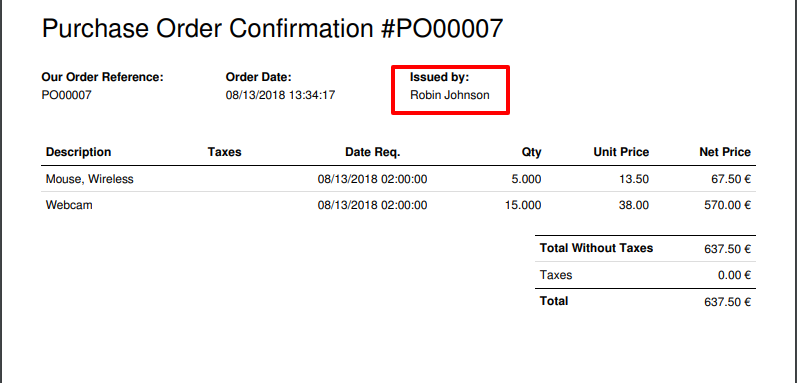 Purchase Order Confirmation #PO00007
Our Order Reference: Order Date: Issued by:
PO00007 08/13/2018 13:34:17 Robin Johnson
Description Taxes Date Req. Qty Unit Price Net Price
Mouse, Wireless 08/13/2018 02:00:00 5.000 13.50 67.50 €
Webcam 08/13/2018 02:00:00 15.000 38.00 570.00 €
Total Without Taxes 637.50 €
Taxes 0.00 €
Total 637.50 €